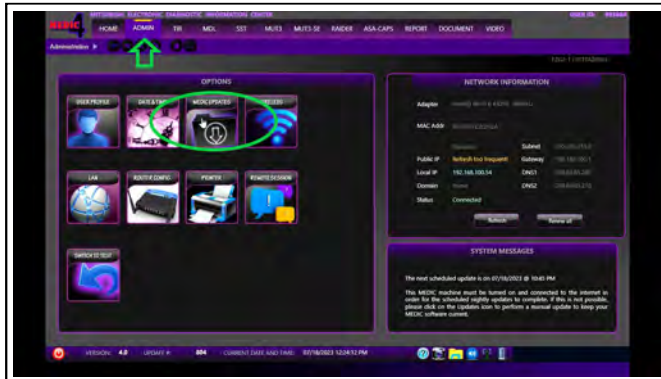 MITSUBISHI ELECTRONIC DIAGNOSTIC INFORMATION CENTER
USER ID:
MEDIC 4
HOME ADMIN TIR MDL SST MUT3 MUT3-SE RAIDER ASA-CAPS REPORT DOCUMENT VIDEO
Administration
OPTIONS
USER PROFILE DATE & TIME MEDIC UPDATES WIRELESS
LAN ROUTER CONFIG PRINTER REMOTE SESSION
SWITCH TO TEST
NETWORK INFORMATION
Adapter
MAC Addr
Subnet
Public IP Refresh too frequent! Gateway
Local IP 192.168.100.54 DNS1
Domain DNS2
Status Connected
Refresh Renew all
SYSTEM MESSAGES
The next scheduled update is on 07/18/2023 @ 10:45 PM
This MEDIC machine must be turned on and connected to the internet in
order for the scheduled nightly updates to complete, if this is not possible,
please click on the Updates icon to perform a manual update to keep your
MEDIC software current.
VERSION: 4.0 UPDATE #: 804 CURRENT DATE AND TIME: 07/18/2023 12:24:12 PM